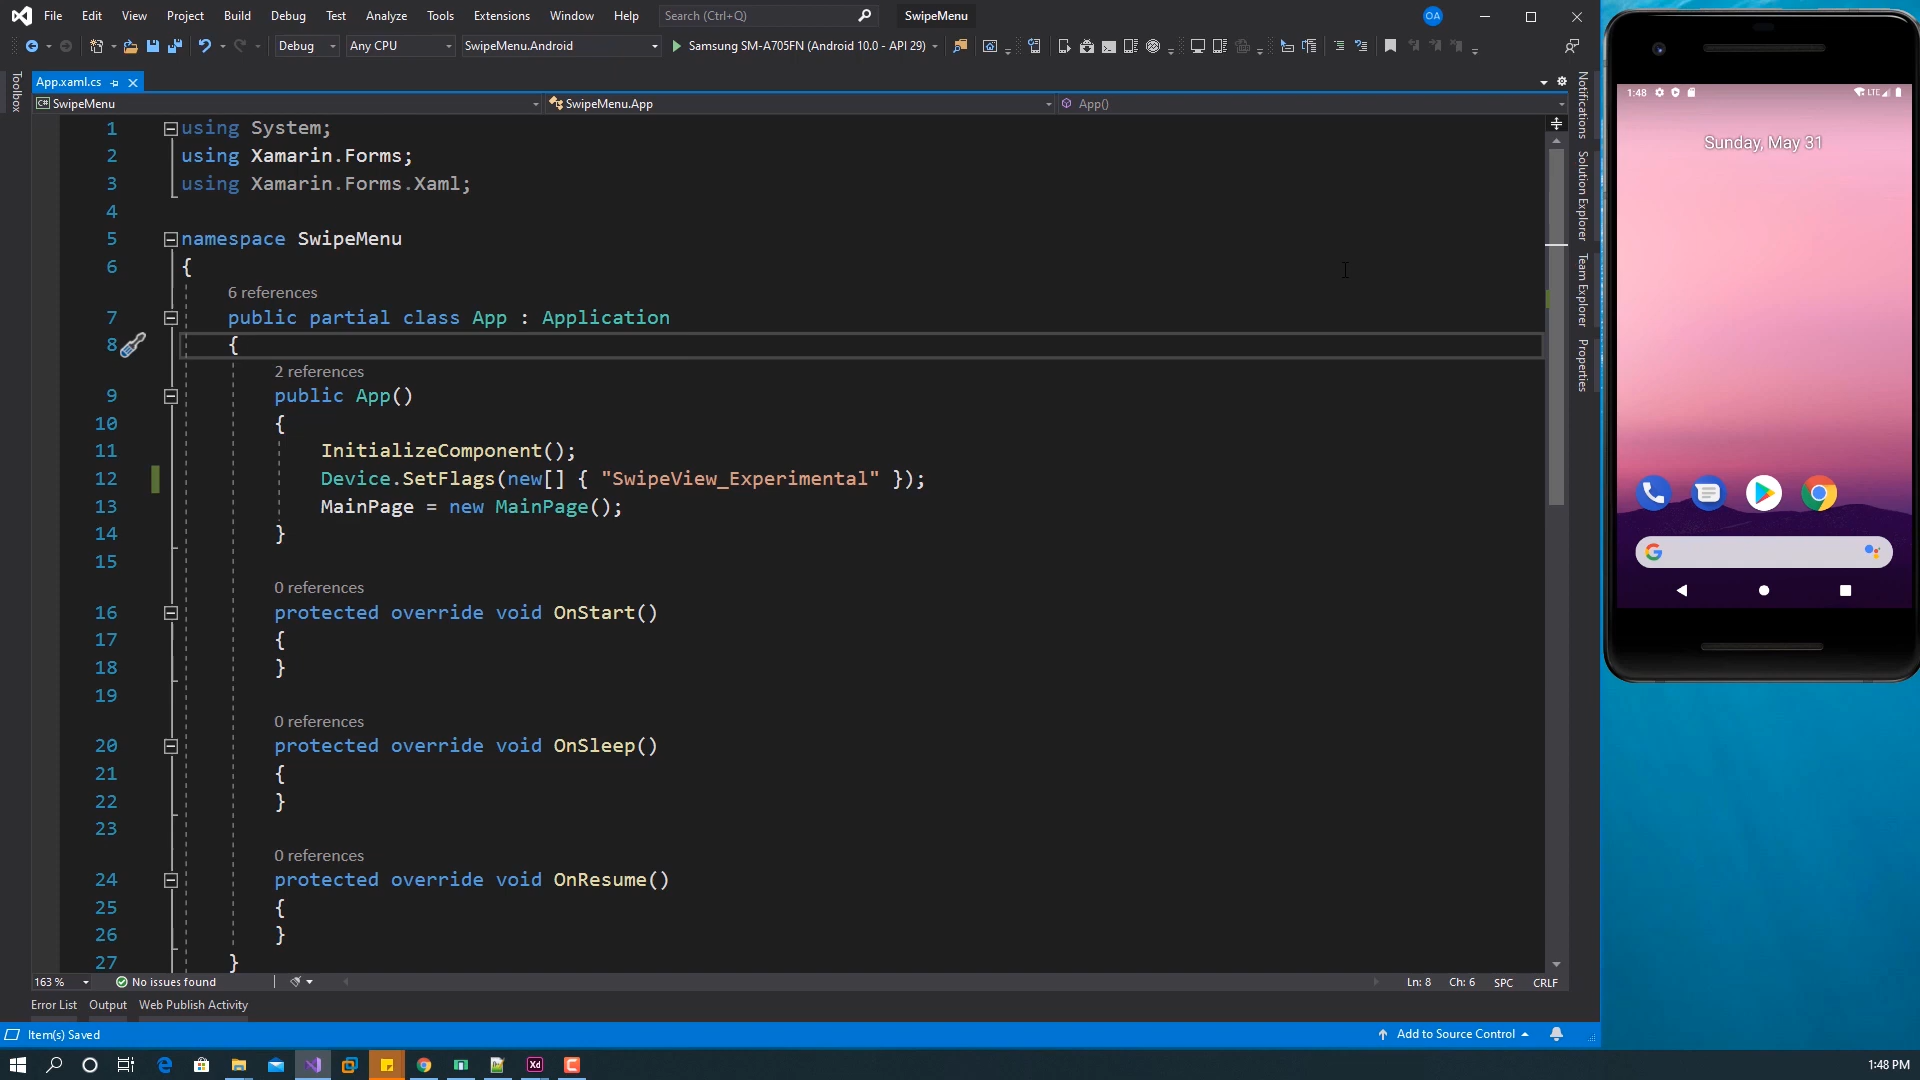 File Edit View Project Build Debug Test Analyze Tools Extensions Window Help Search (Ctrl+Q) SwipeMenu OA
Debug Any CPU SwipeMenu.Android Samsung SM-A705FN (Android 10.0 - API 29)
Toolbox
App.xaml.cs
SwipeMenu SwipeMenu.App App()
1 using System;
2 using Xamarin.Forms;
3 using Xamarin.Forms.Xaml;
4
5 namespace SwipeMenu
6 {
6 references
7 public partial class App : Application
8 {
2 references
9 public App()
10 {
11 InitializeComponent();
12 Device.SetFlags(new[] { "SwipeView_Experimental" });
13 MainPage = new MainPage();
14 }
15
0 references
16 protected override void OnStart()
17 {
18 }
19
0 references
20 protected override void OnSleep()
21 {
22 }
23
0 references
24 protected override void OnResume()
25 {
26 }
27 }
163 % No issues found Ln: 8 Ch: 6 SPC CRLF
Error List Output Web Publish Activity
Item(s) Saved Add to Source Control
Notifications
Solution Explorer
Team Explorer
Properties
1:48 LTE
Sunday, May 31
G
Xd C
1:48 PM